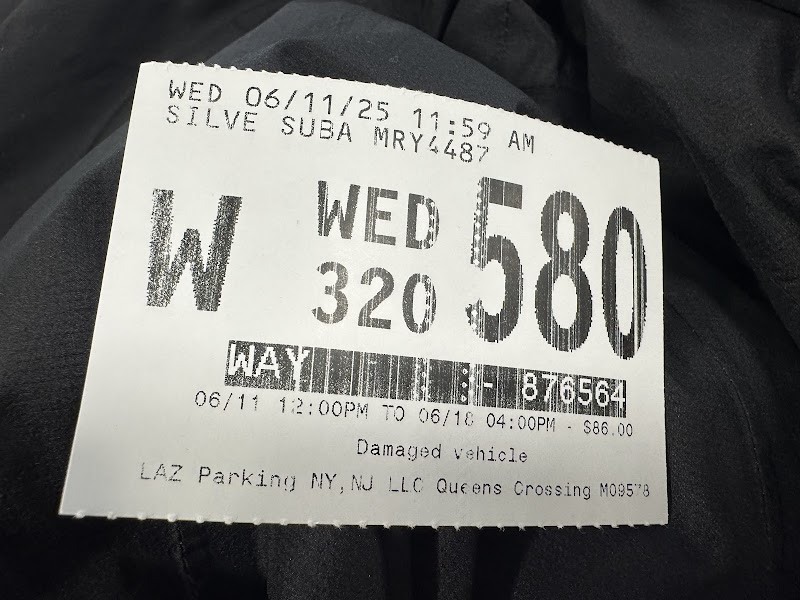 WED 06/11/25 11:59 AM
SILVE SUBA MRY4487
W WED 580
320
WAY - 876564
06/11 12:00PM TO 06/18 04:00PM - $86.00
Damaged vehicle
LAZ Parking NY,NJ LLC Queens Crossing